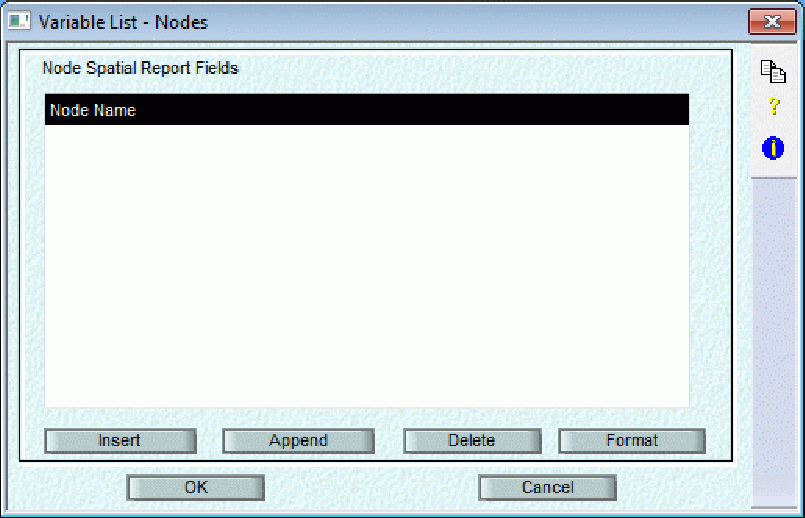 Variable List - Nodes
Node Spatial Report Fields
Node Name
Insert Append Delete Format
OK Cancel